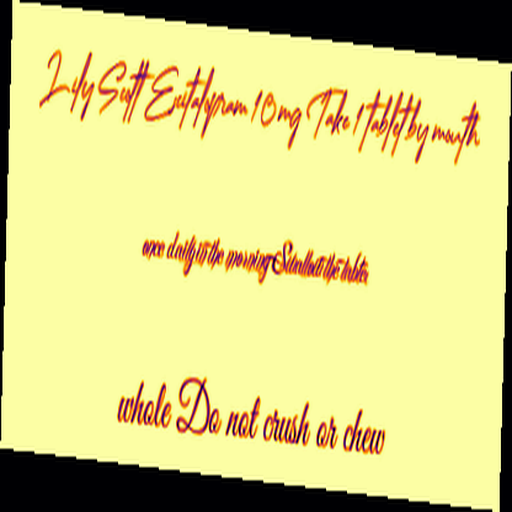 Lily Scott Escitalopram 10 mg Take 1 tablet by mouth
once daily in the morning Swallow the tablet
whole Do not crush or chew